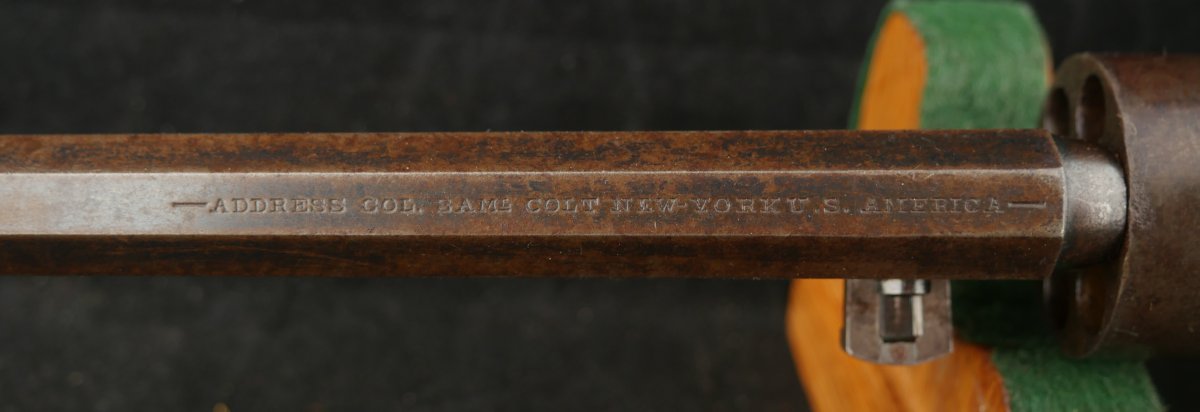 —ADDRESS COL. SAMˡ COLT NEW-YORK U.S. AMERICA—